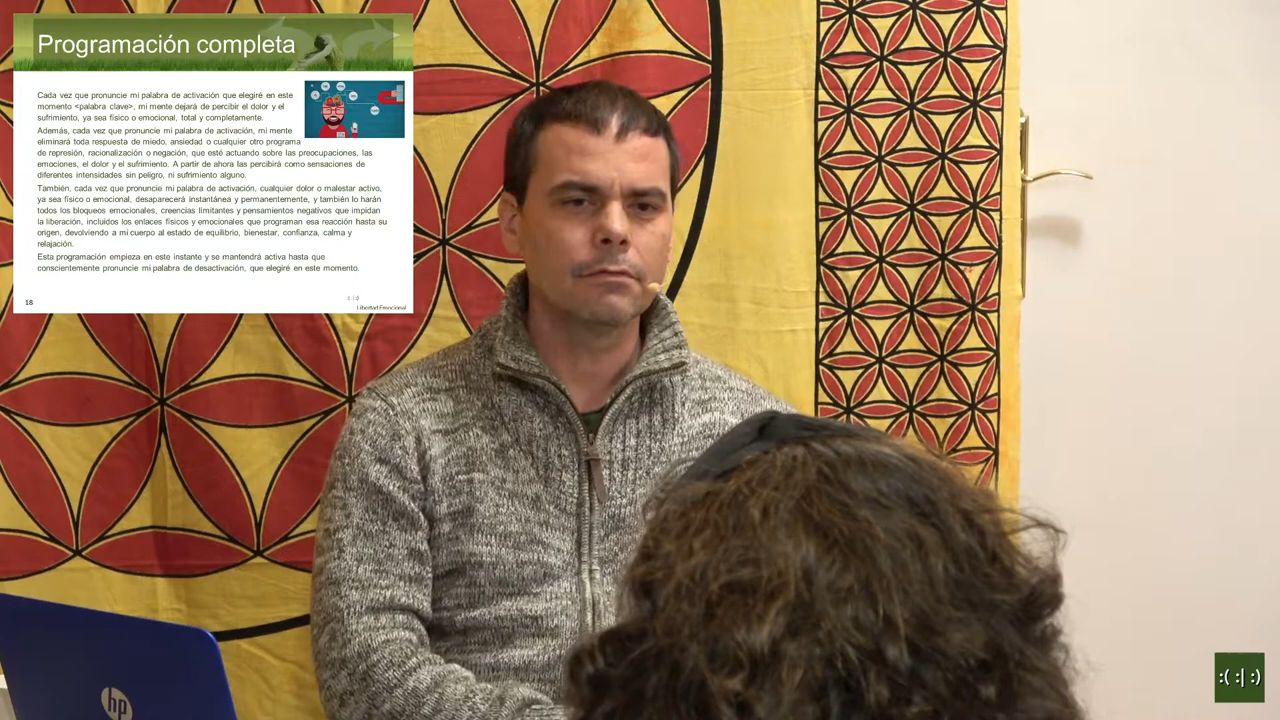 Programación completa
Cada vez que pronuncie mi palabra de activación que elegiré en este
momento <palabra clave>, mi mente dejará de percibir el dolor y el
sufrimiento, ya sea físico o emocional, total y completamente.
Además, cada vez que pronuncie mi palabra de activación, mi mente
eliminará toda respuesta de miedo, ansiedad o cualquier otro programa
de represión, racionalización o negación, que esté actuando sobre las preocupaciones, las
emociones, el dolor y el sufrimiento. A partir de ahora las percibirá como sensaciones de
diferentes intensidades sin peligro, ni sufrimiento alguno.
También, cada vez que pronuncie mi palabra de activación, cualquier dolor o malestar activo,
ya sea físico o emocional, desaparecerá instantánea y permanentemente, y también lo harán
todos los bloqueos emocionales, creencias limitantes y pensamientos negativos que impidan
la liberación, incluidos los enlaces físicos y emocionales que programan esa reacción hasta su
origen, devolviendo a mi cuerpo al estado de equilibrio, bienestar, confianza, calma y
relajación.
Esta programación empieza en este instante y se mantendrá activa hasta que
conscientemente pronuncie mi palabra de desactivación, que elegiré en este momento.
18
Libertad Emocional
hp
:( :| :)